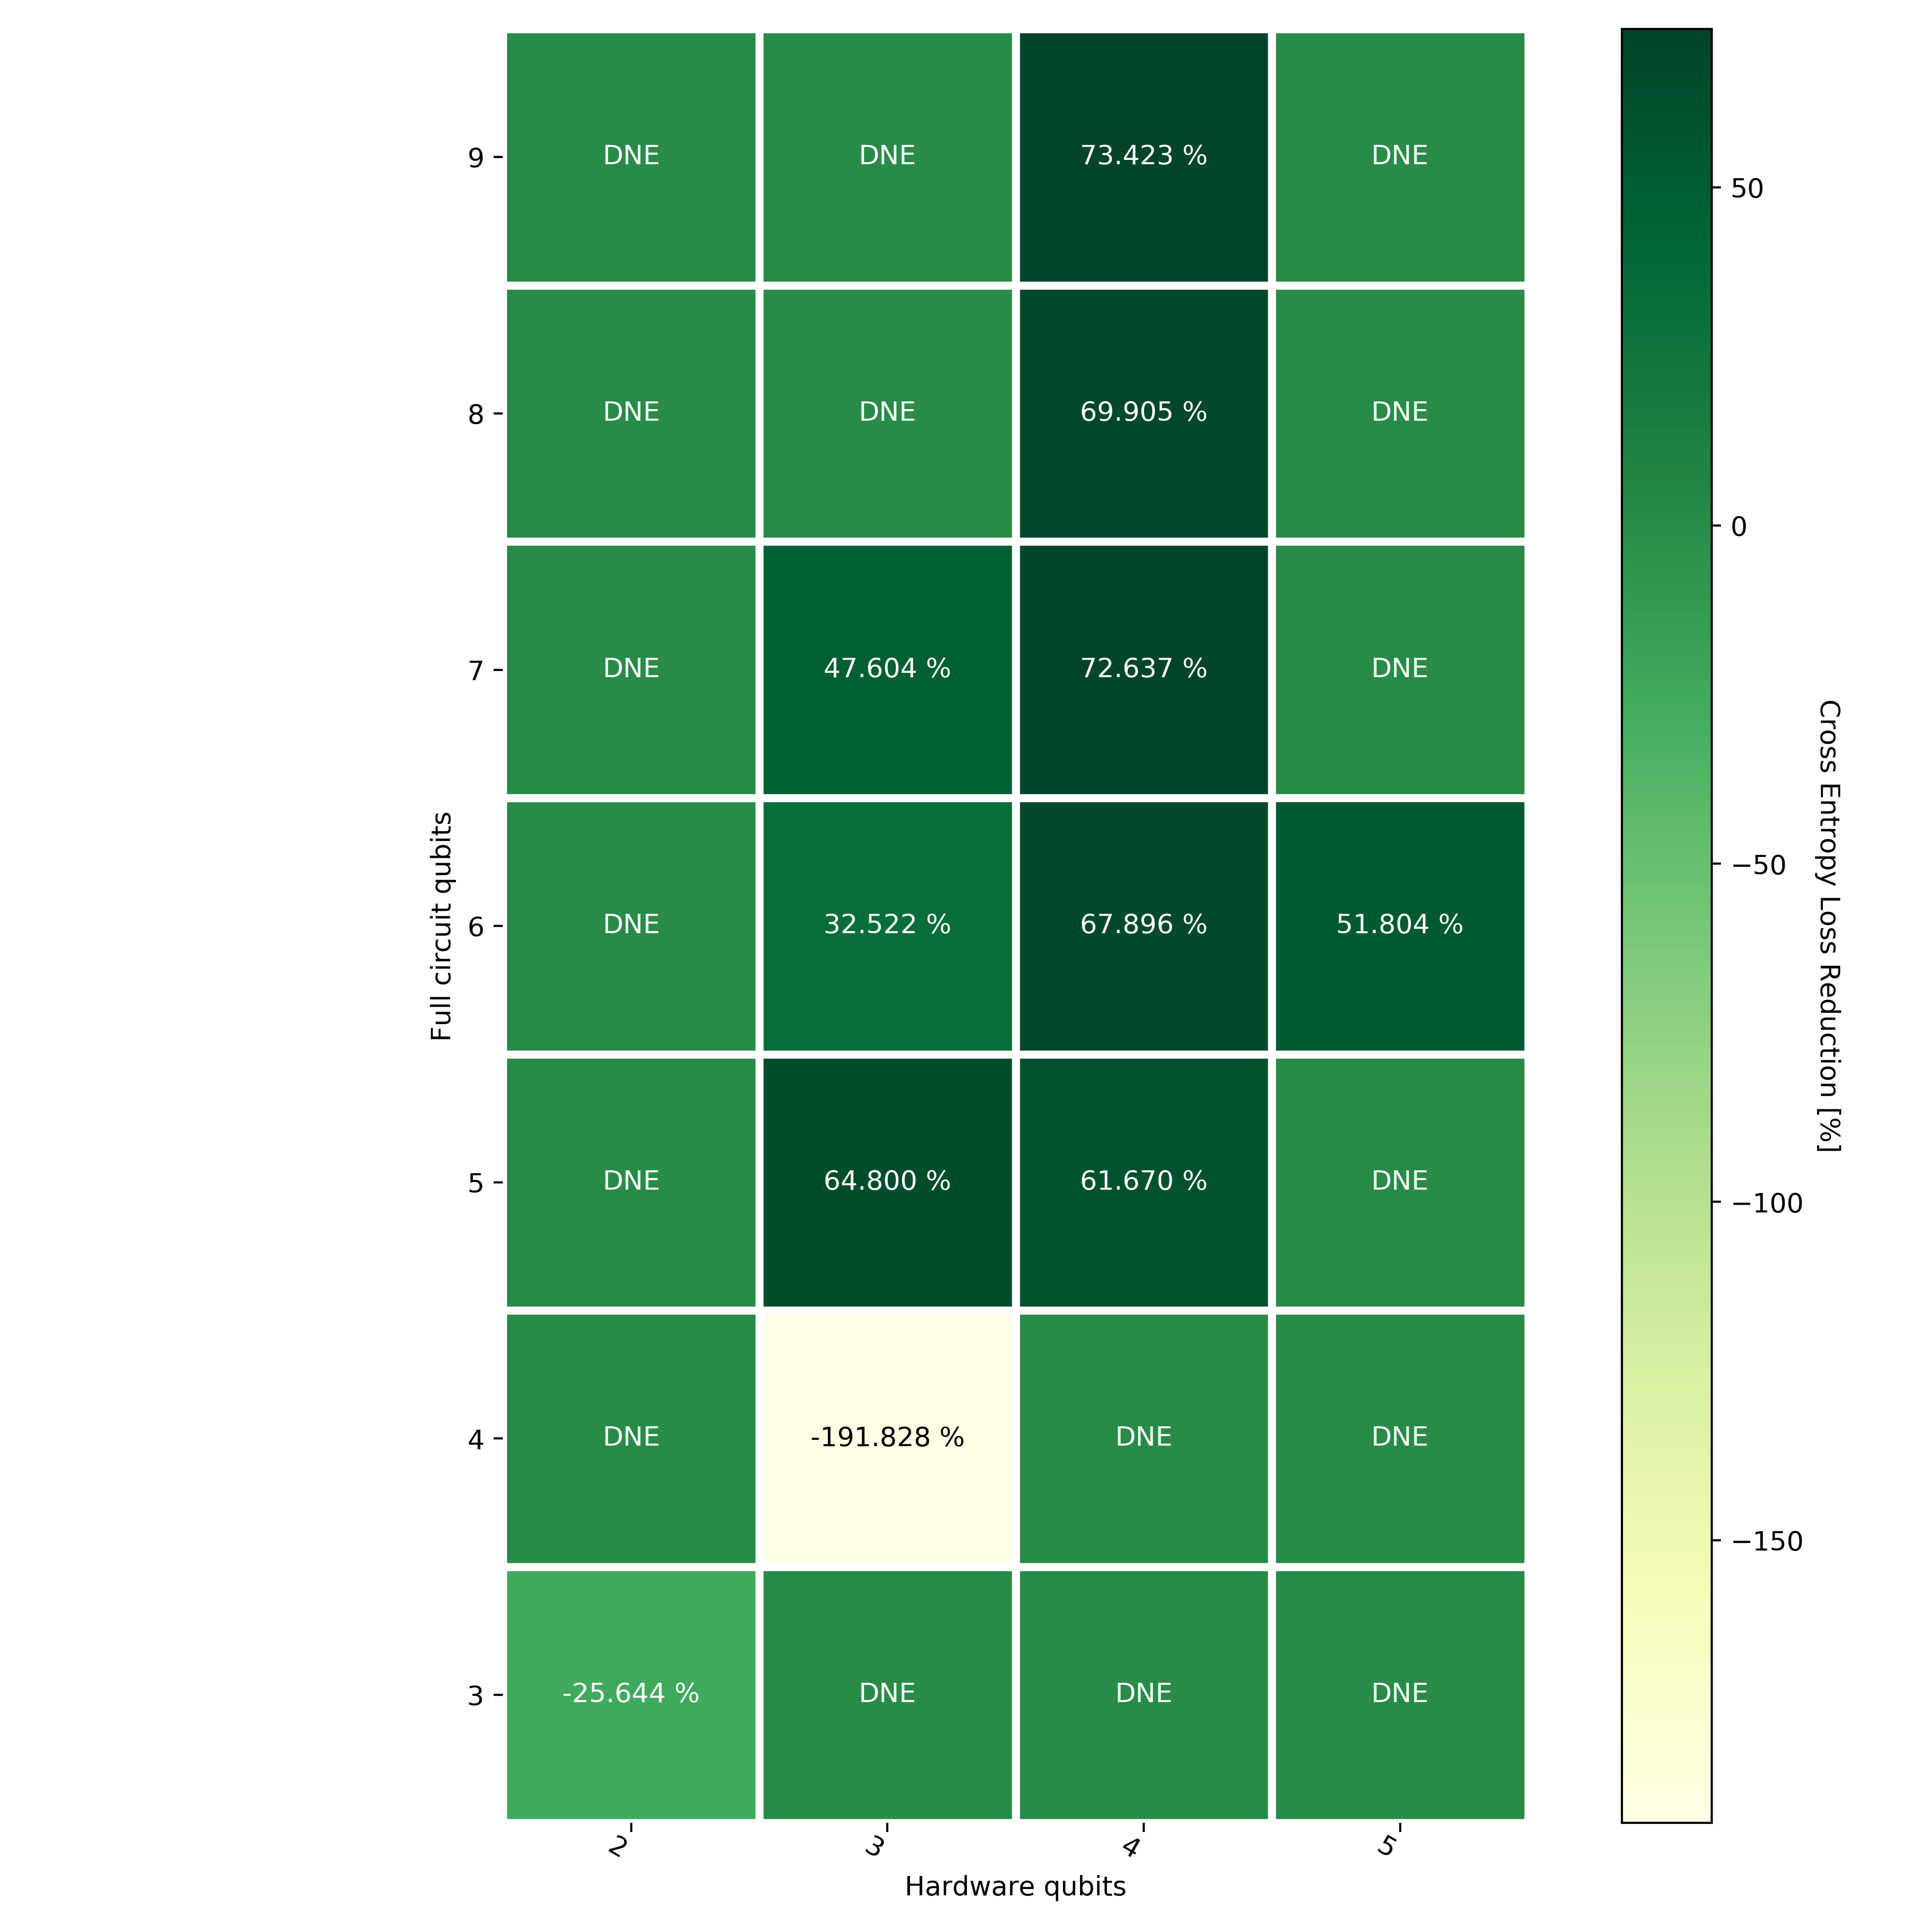 9
DNE
DNE
73.423 %
DNE
8
DNE
DNE
69.905 %
DNE
7
DNE
47.604 %
72.637 %
DNE
6
DNE
32.522 %
67.896 %
51.804 %
5
DNE
64.800 %
61.670 %
DNE
4
DNE
-191.828 %
DNE
DNE
3
-25.644 %
DNE
DNE
DNE
2
3
4
5
Hardware qubits
Full circuit qubits
50
0
−50
−100
−150
Cross Entropy Loss Reduction [%]